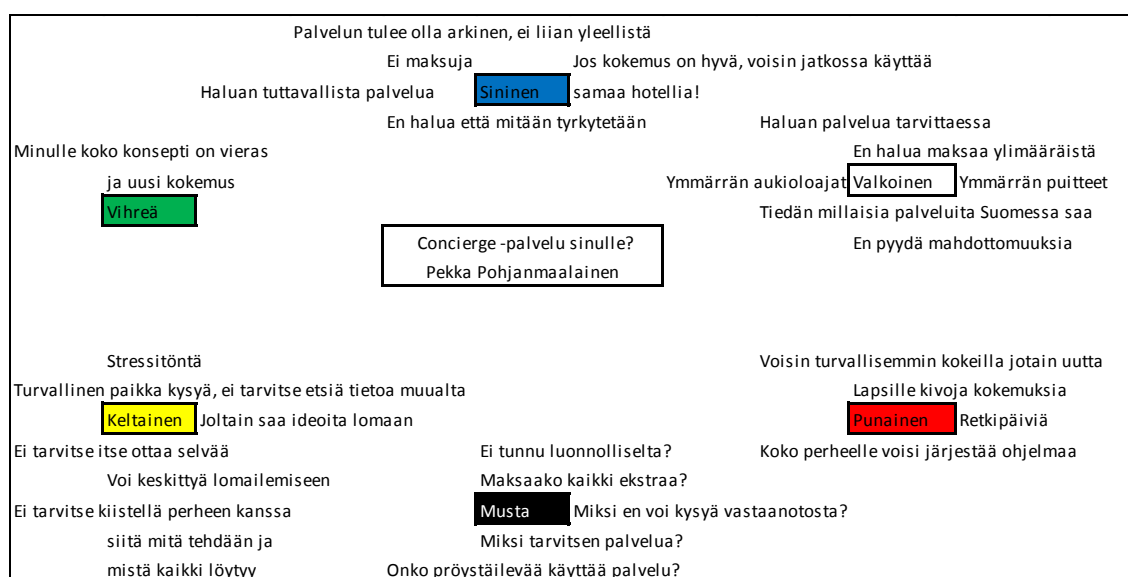 Palvelun tulee olla arkinen, ei liian yleellistä
Ei maksuja Jos kokemus on hyvä, voisin jatkossa käyttää
Haluan tuttavallista palvelua Sininen samaa hotellia!
En halua että mitään tyrkytetään Haluan palvelua tarvittaessa
Minulle koko konsepti on vieras En halua maksaa ylimääräistä
ja uusi kokemus Ymmärrän aukioloajat Valkoinen Ymmärrän puitteet
Vihreä Tiedän millaisia palveluita Suomessa saa
Concierge -palvelu sinulle? En pyydä mahdottomuuksia
Pekka Pohjanmaalainen
Stressitöntä Voisin turvallisemmin kokeilla jotain uutta
Turvallinen paikka kysyä, ei tarvitse etsiä tietoa muualta Lapsille kivoja kokemuksia
Keltainen Joltain saa ideoita lomaan Punainen Retkipäiviä
Ei tarvitse itse ottaa selvää Ei tunnu luonnolliselta? Koko perheelle voisi järjestää ohjelmaa
Voi keskittyä lomailemiseen Maksaako kaikki ekstraa?
Ei tarvitse kiistellä perheen kanssa Musta Miksi en voi kysyä vastaanotosta?
siitä mitä tehdään ja Miksi tarvitsen palvelua?
mistä kaikki löytyy Onko pröystäilevää käyttää palvelu?